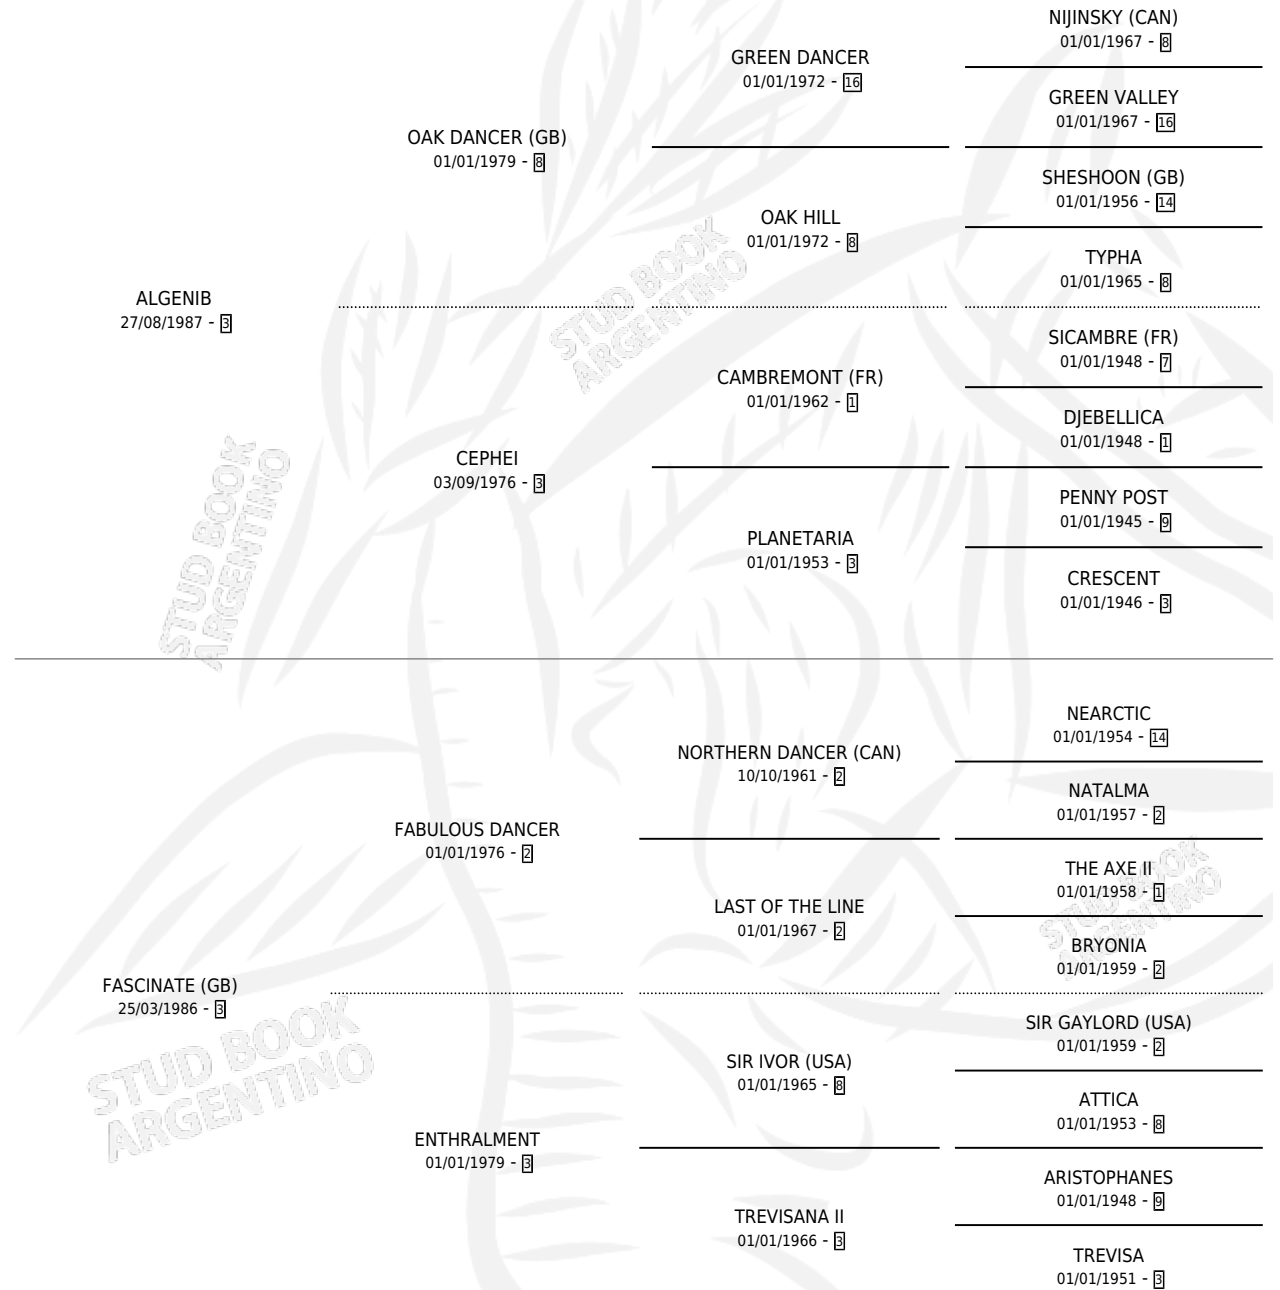 NIJINSKY (CAN)
01/01/1967 - 8
GREEN DANCER
01/01/1972 - 16
GREEN VALLEY
01/01/1967 - 16
OAK DANCER (GB)
01/01/1979 - 8
SHESHOON (GB)
01/01/1956 - 14
OAK HILL
01/01/1972 - 8
TYPHA
01/01/1965 - 8
ALGENIB
27/08/1987 - 3
SICAMBRE (FR)
01/01/1948 - 7
CAMBREMONT (FR)
01/01/1962 - 1
DJEBELLICA
01/01/1948 - 1
CEPHEI
03/09/1976 - 3
PENNY POST
01/01/1945 - 9
PLANETARIA
01/01/1953 - 3
CRESCENT
01/01/1946 - 3
STUD BOOK
ARGENTINO
STUD BOOK
ARGENTINO
NEARCTIC
01/01/1954 - 14
NORTHERN DANCER (CAN)
10/10/1961 - 2
NATALMA
01/01/1957 - 2
FABULOUS DANCER
01/01/1976 - 2
THE AXE II
01/01/1958 - 1
LAST OF THE LINE
01/01/1967 - 2
BRYONIA
01/01/1959 - 2
FASCINATE (GB)
25/03/1986 - 3
SIR GAYLORD (USA)
01/01/1959 - 2
SIR IVOR (USA)
01/01/1965 - 8
ATTICA
01/01/1953 - 8
ENTHRALMENT
01/01/1979 - 3
ARISTOPHANES
01/01/1948 - 9
TREVISANA II
01/01/1966 - 3
TREVISA
01/01/1951 - 3
STUD BOOK
ARGENTINO
STUD BOOK
ARGENTINO